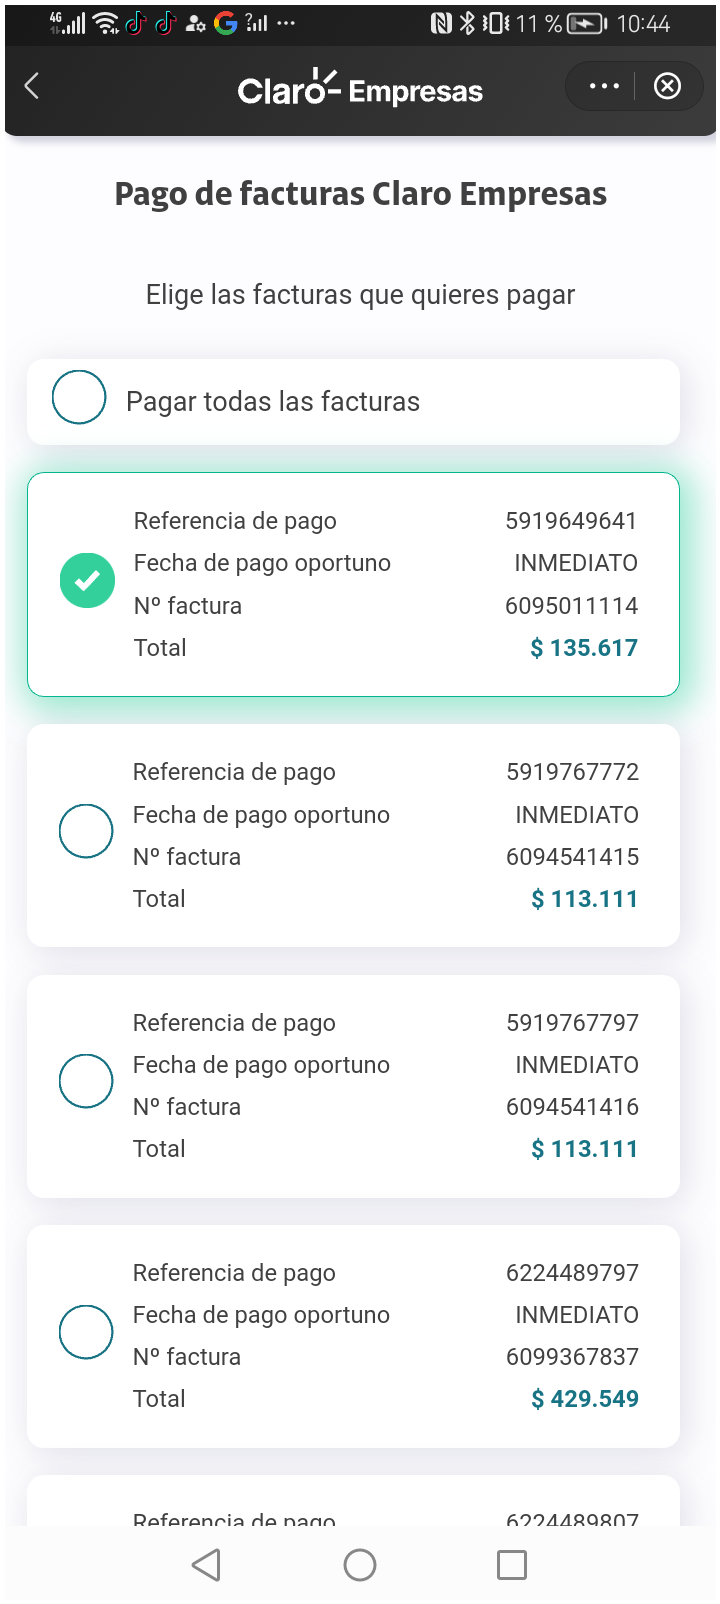 4G ? 11 % 10:44
Claro- Empresas
Pago de facturas Claro Empresas
Elige las facturas que quieres pagar
Pagar todas las facturas
Referencia de pago 5919649641
Fecha de pago oportuno INMEDIATO
Nº factura 6095011114
Total $ 135.617
Referencia de pago 5919767772
Fecha de pago oportuno INMEDIATO
Nº factura 6094541415
Total $ 113.111
Referencia de pago 5919767797
Fecha de pago oportuno INMEDIATO
Nº factura 6094541416
Total $ 113.111
Referencia de pago 6224489797
Fecha de pago oportuno INMEDIATO
Nº factura 6099367837
Total $ 429.549
Referencia de pago 6224489807